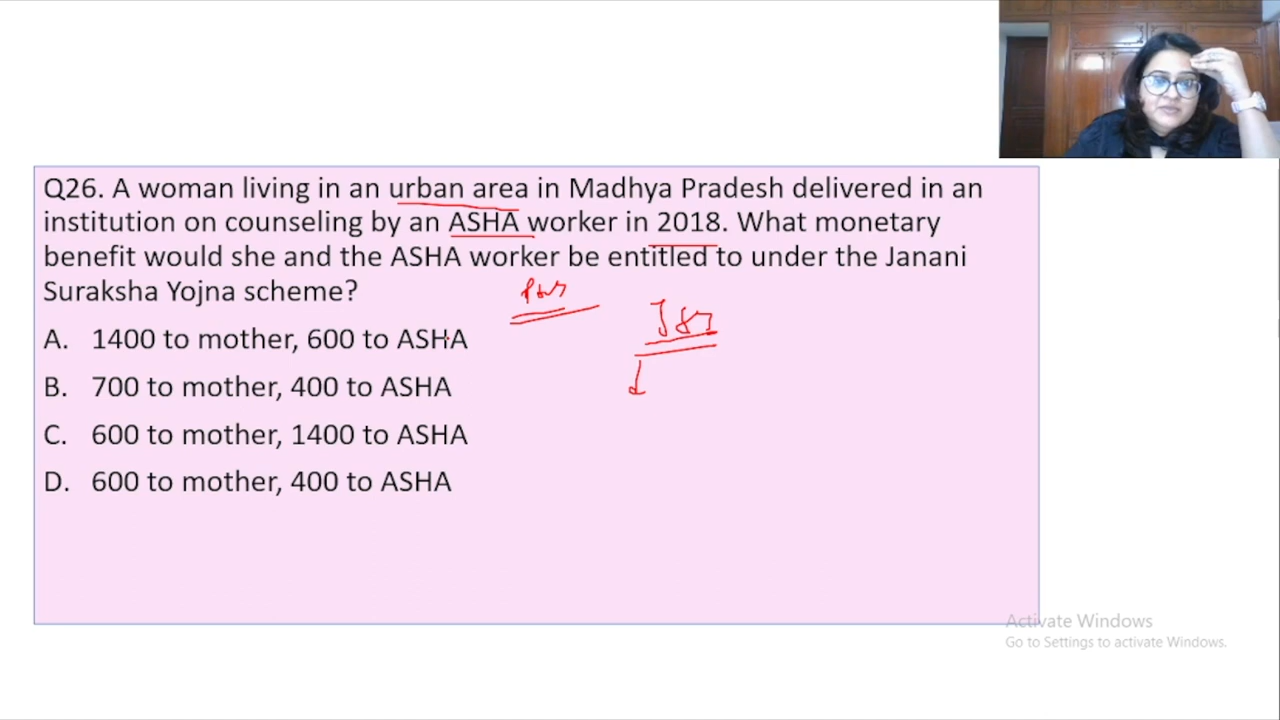 Q26. A woman living in an urban area in Madhya Pradesh delivered in an
institution on counseling by an ASHA worker in 2018. What monetary
benefit would she and the ASHA worker be entitled to under the Janani
Suraksha Yojna scheme?
A. 1400 to mother, 600 to ASHA
B. 700 to mother, 400 to ASHA
C. 600 to mother, 1400 to ASHA
D. 600 to mother, 400 to ASHA
Activate Windows
Go to Settings to activate Windows.